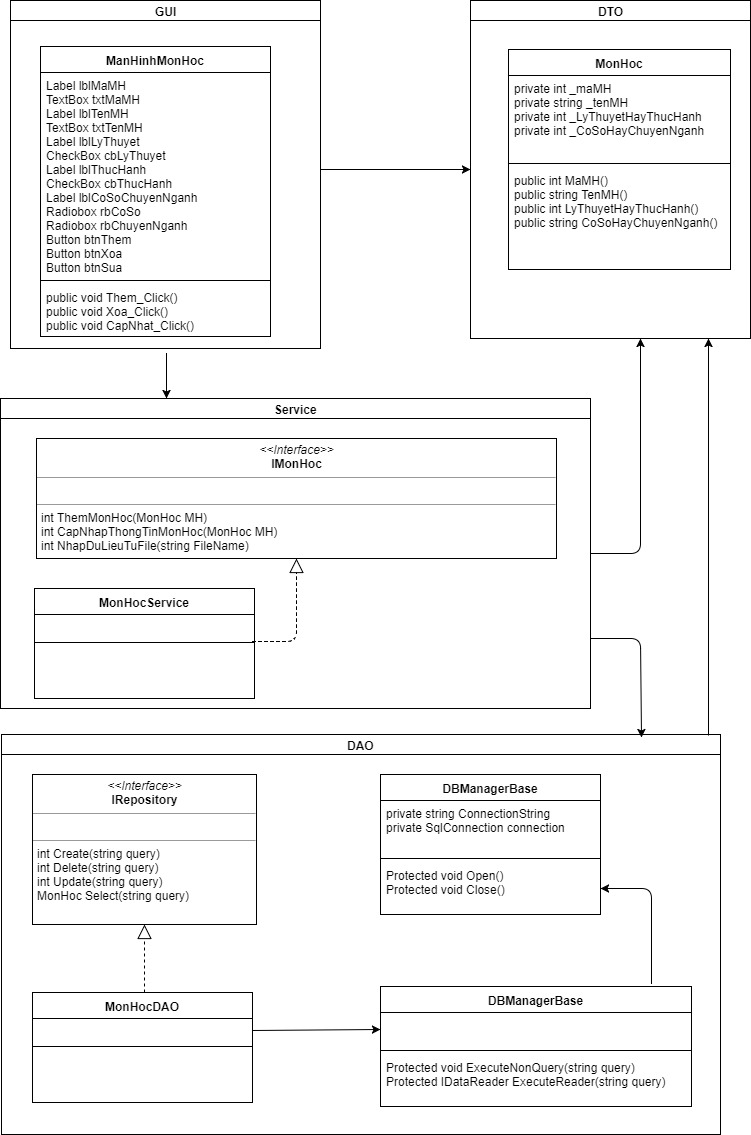 GUI
ManHinhMonHoc
Label lblMaMH
TextBox txtMaMH
Label lblTenMH
TextBox txtTenMH
Label lblLyThuyet
CheckBox cbLyThuyet
Label lblThucHanh
CheckBox cbThucHanh
Label lblCoSoChuyenNganh
Radiobox rbCoSo
Radiobox rbChuyenNganh
Button btnThem
Button btnXoa
Button btnSua
public void Them_Click()
public void Xoa_Click()
public void CapNhat_Click()
DTO
MonHoc
private int _maMH
private string _tenMH
private int _LyThuyetHayThucHanh
private int _CoSoHayChuyenNganh
public int MaMH()
public string TenMH()
public int LyThuyetHayThucHanh()
public string CoSoHayChuyenNganh()
Service
<<Interface>>
IMonHoc
int ThemMonHoc(MonHoc MH)
int CapNhapThongTinMonHoc(MonHoc MH)
int NhapDuLieuTuFile(string FileName)
MonHocService
DAO
<<Interface>>
IRepository
int Create(string query)
int Delete(string query)
int Update(string query)
MonHoc Select(string query)
MonHocDAO
DBManagerBase
private string ConnectionString
private SqlConnection connection
Protected void Open()
Protected void Close()
DBManagerBase
Protected void ExecuteNonQuery(string query)
Protected IDataReader ExecuteReader(string query)